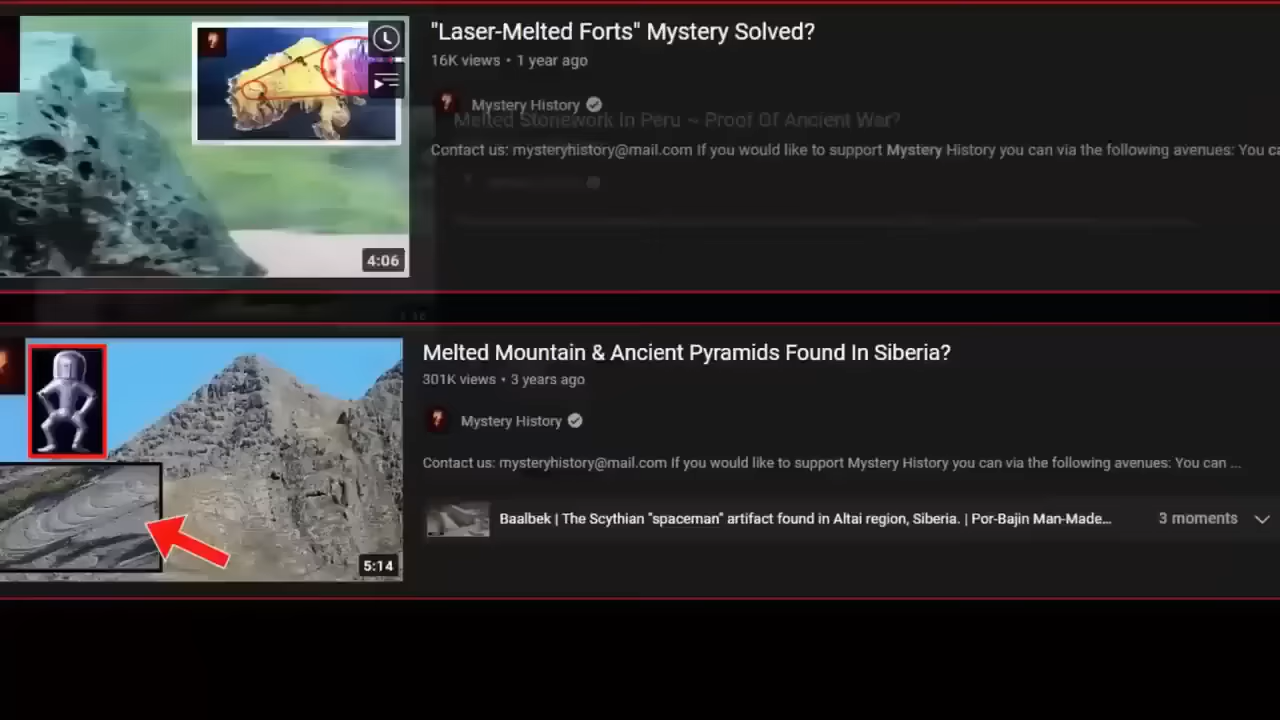 "Laser-Melted Forts" Mystery Solved?
16K views • 1 year ago
Mystery History
Melted Stonework In Peru ~ Proof Of Ancient War?
Contact us: mysteryhistory@mail.com If you would like to support Mystery History you can via the following avenues: You ca
4:06
Melted Mountain & Ancient Pyramids Found In Siberia?
301K views • 3 years ago
Mystery History
Contact us: mysteryhistory@mail.com If you would like to support Mystery History you can via the following avenues: You can ...
Baalbek | The Scythian "spaceman" artifact found in Altai region, Siberia. | Por-Bajin Man-Made... 3 moments
5:14